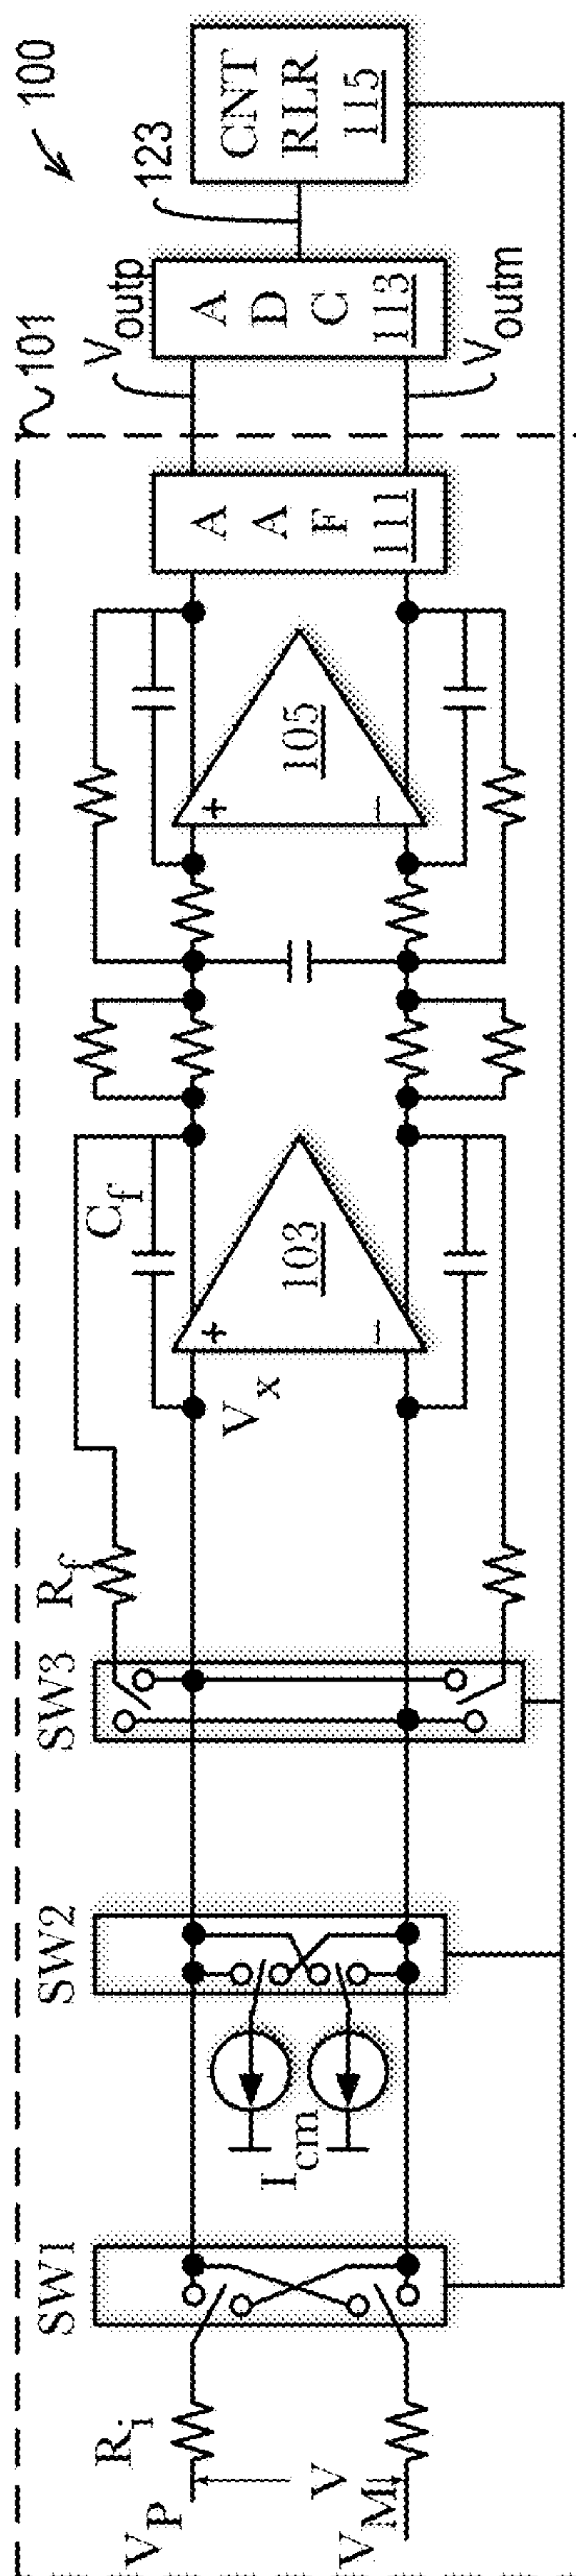 100
101
V_P
V_M
V
R_i
SW1
I_cm
SW2
SW3
R_f
C_f
V_x
+
−
103
+
−
105
A
A
F
111
V_outp
V_outm
A
D
C
113
123
CNT
RLR
115